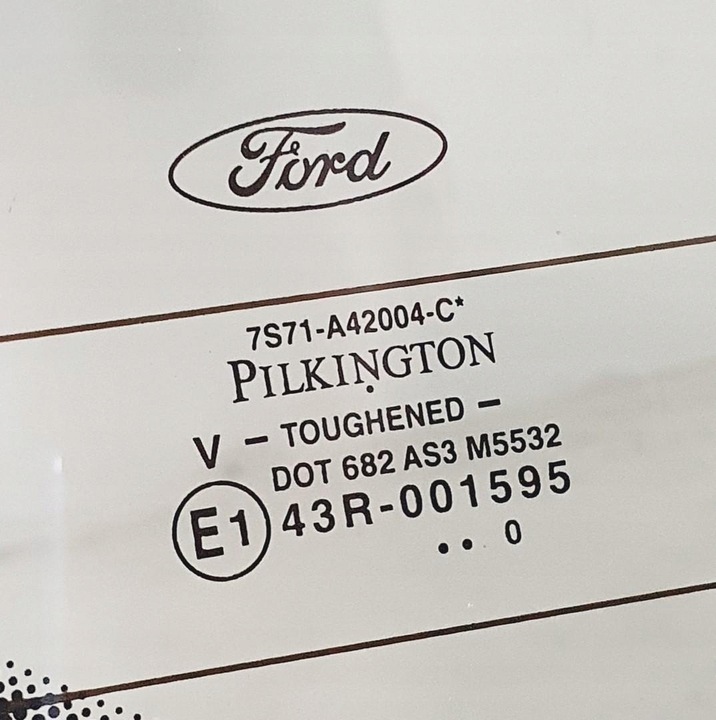 Ford
7S71-A42004-C*
PILKINGTON
V – TOUGHENED –
DOT 682 AS3 M5532
E1 43R-001595
•• 0